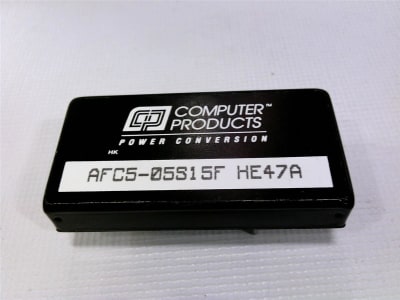 COMPUTER™
PRODUCTS
POWER CONVERSION
HK
AFC5-05S15F HE47A